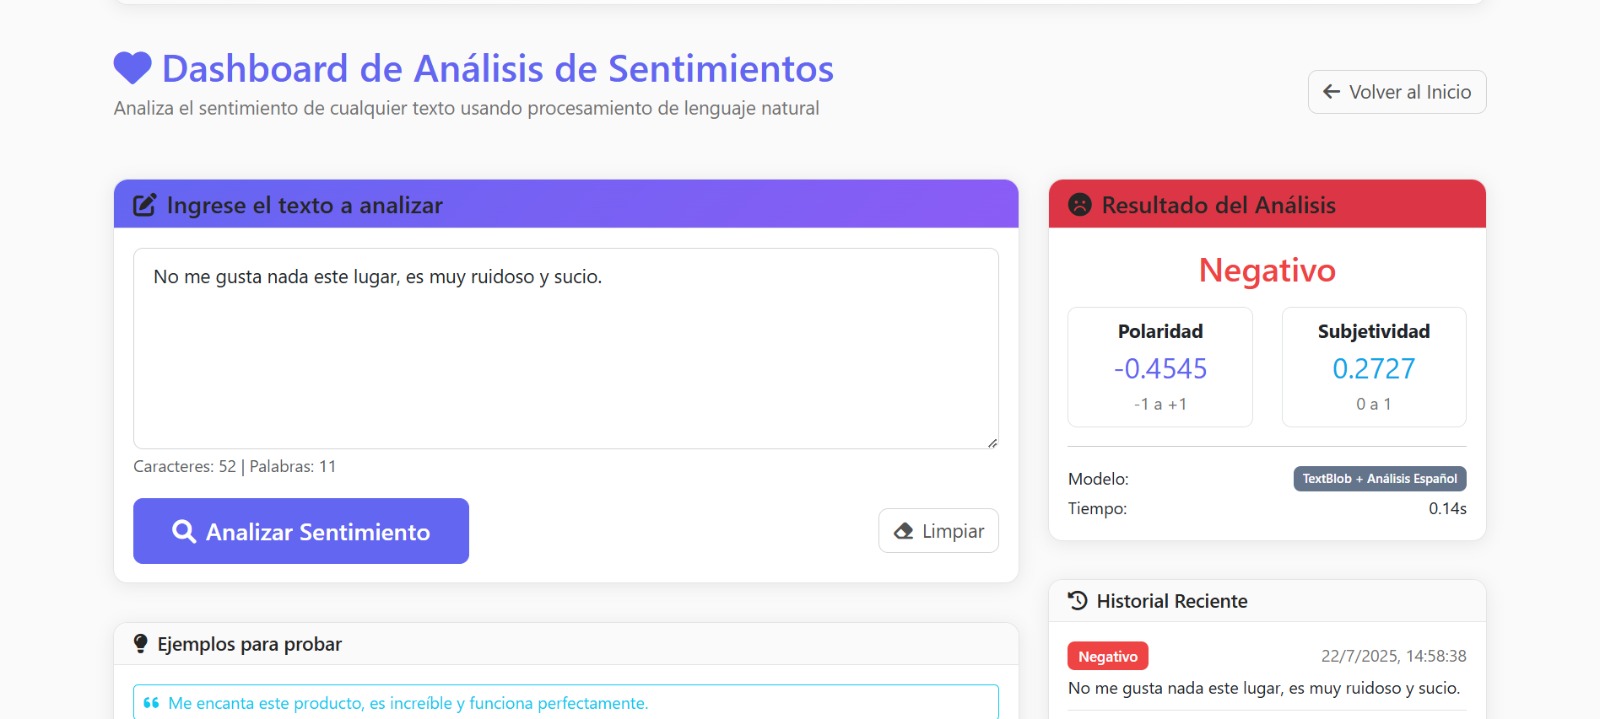 Dashboard de Análisis de Sentimientos
Analiza el sentimiento de cualquier texto usando procesamiento de lenguaje natural
Volver al Inicio
Ingrese el texto a analizar
No me gusta nada este lugar, es muy ruidoso y sucio.
Caracteres: 52 | Palabras: 11
Analizar Sentimiento
Limpiar
Ejemplos para probar
Me encanta este producto, es increíble y funciona perfectamente.
Resultado del Análisis
Negativo
Polaridad
-0.4545
-1 a +1
Subjetividad
0.2727
0 a 1
Modelo: TextBlob + Análisis Español
Tiempo: 0.14s
Historial Reciente
Negativo 22/7/2025, 14:58:38
No me gusta nada este lugar, es muy ruidoso y sucio.